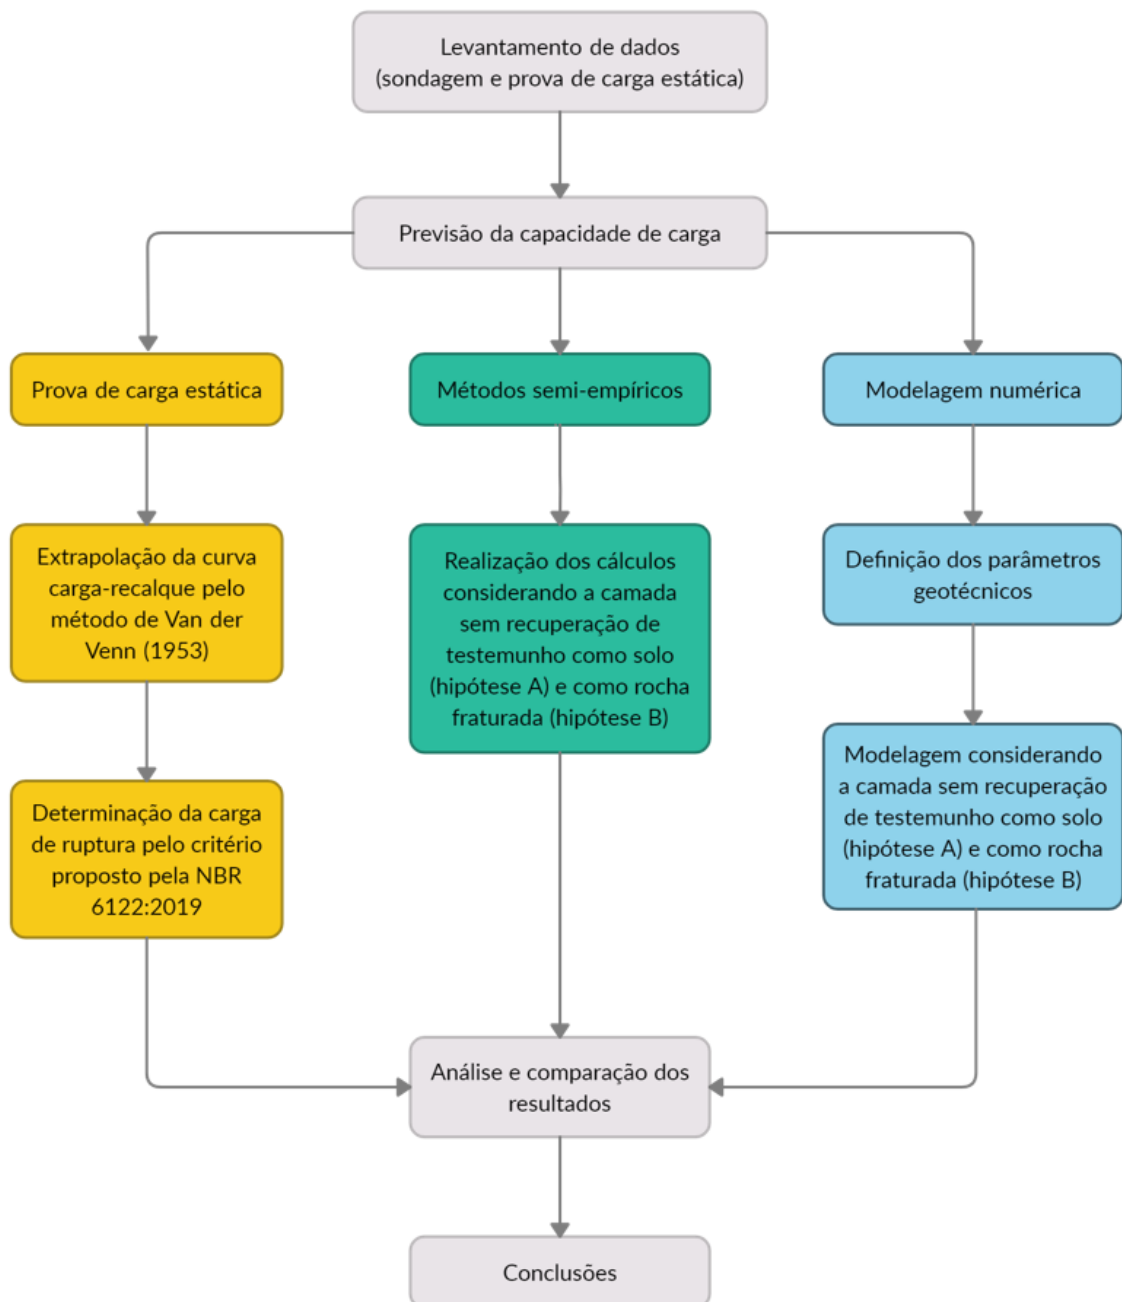 Levantamento de dados
(sondagem e prova de carga estática)
Previsão da capacidade de carga
Prova de carga estática
Métodos semi-empíricos
Modelagem numérica
Extrapolação da curva
carga-recalque pelo
método de Van der
Venn (1953)
Realização dos cálculos
considerando a camada
sem recuperação de
testemunho como solo
(hipótese A) e como rocha
fraturada (hipótese B)
Definição dos parâmetros
geotécnicos
Determinação da carga
de ruptura pelo critério
proposto pela NBR
6122:2019
Modelagem considerando
a camada sem recuperação
de testemunho como solo
(hipótese A) e como rocha
fraturada (hipótese B)
Análise e comparação dos
resultados
Conclusões